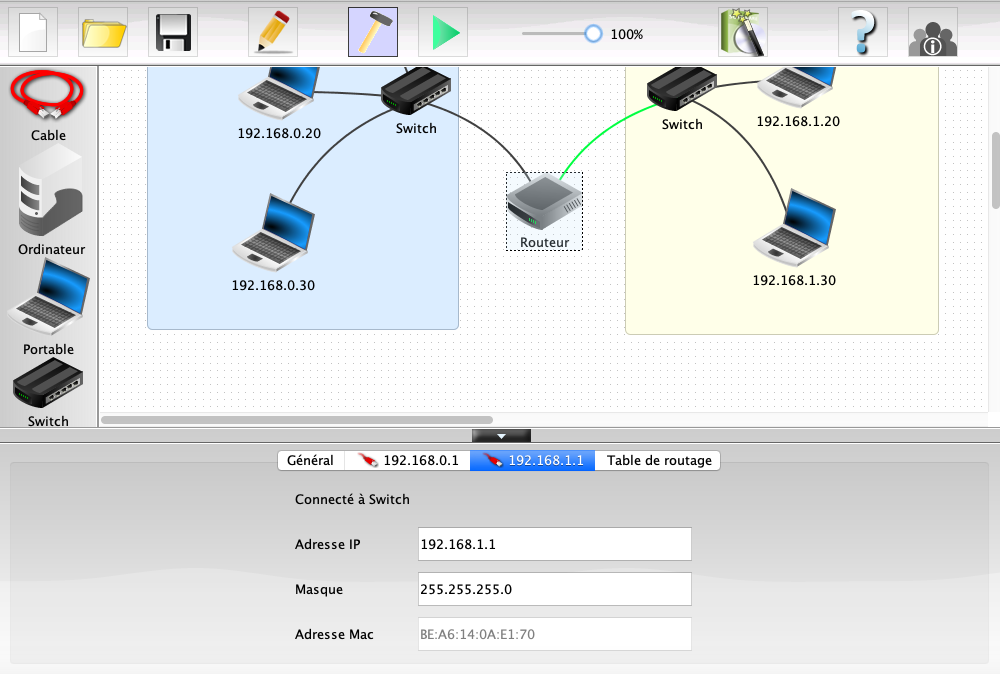 100%
Cable
Ordinateur
Portable
Switch
192.168.0.20
Switch
192.168.0.30
Routeur
Switch
192.168.1.20
192.168.1.30
Général
192.168.0.1
192.168.1.1
Table de routage
Connecté à Switch
Adresse IP
192.168.1.1
Masque
255.255.255.0
Adresse Mac
BE:A6:14:0A:E1:70